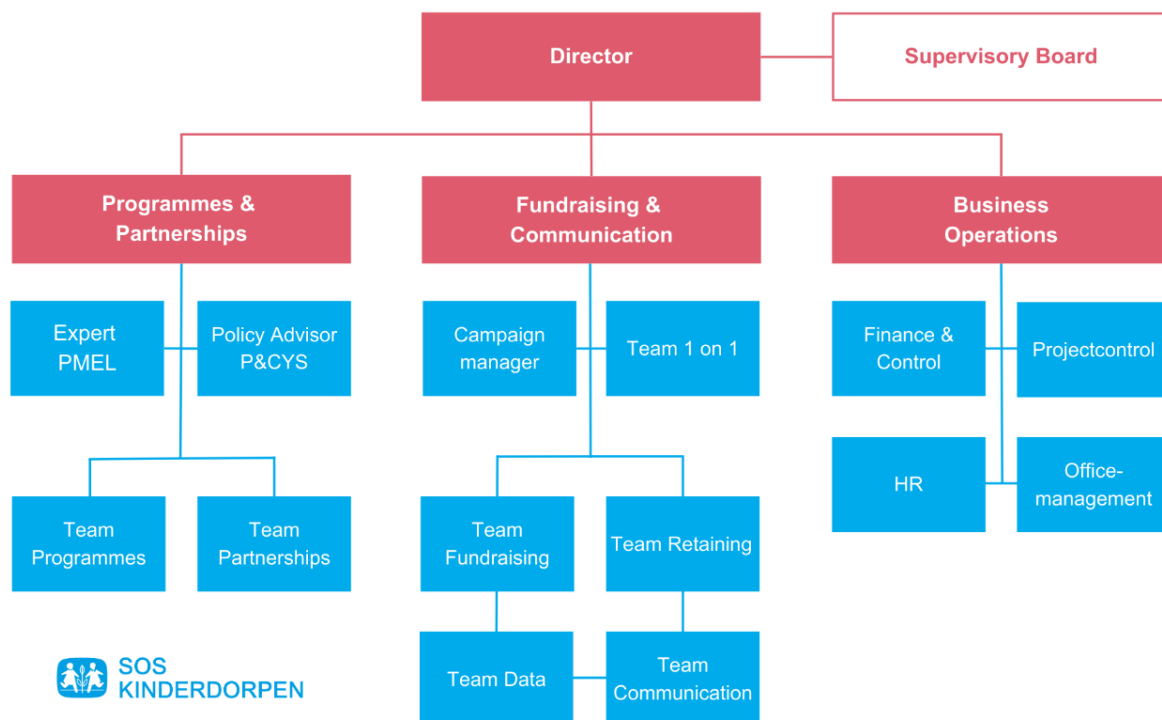 Director
Supervisory Board
Programmes &
Partnerships
Fundraising &
Communication
Business
Operations
Expert
PMEL
Policy Advisor
P&CYS
Campaign
manager
Team 1 on 1
Finance &
Control
Projectcontrol
HR
Office-
management
Team
Programmes
Team
Partnerships
Team
Fundraising
Team Retaining
Team Data
Team
Communication
SOS
KINDERDORPEN